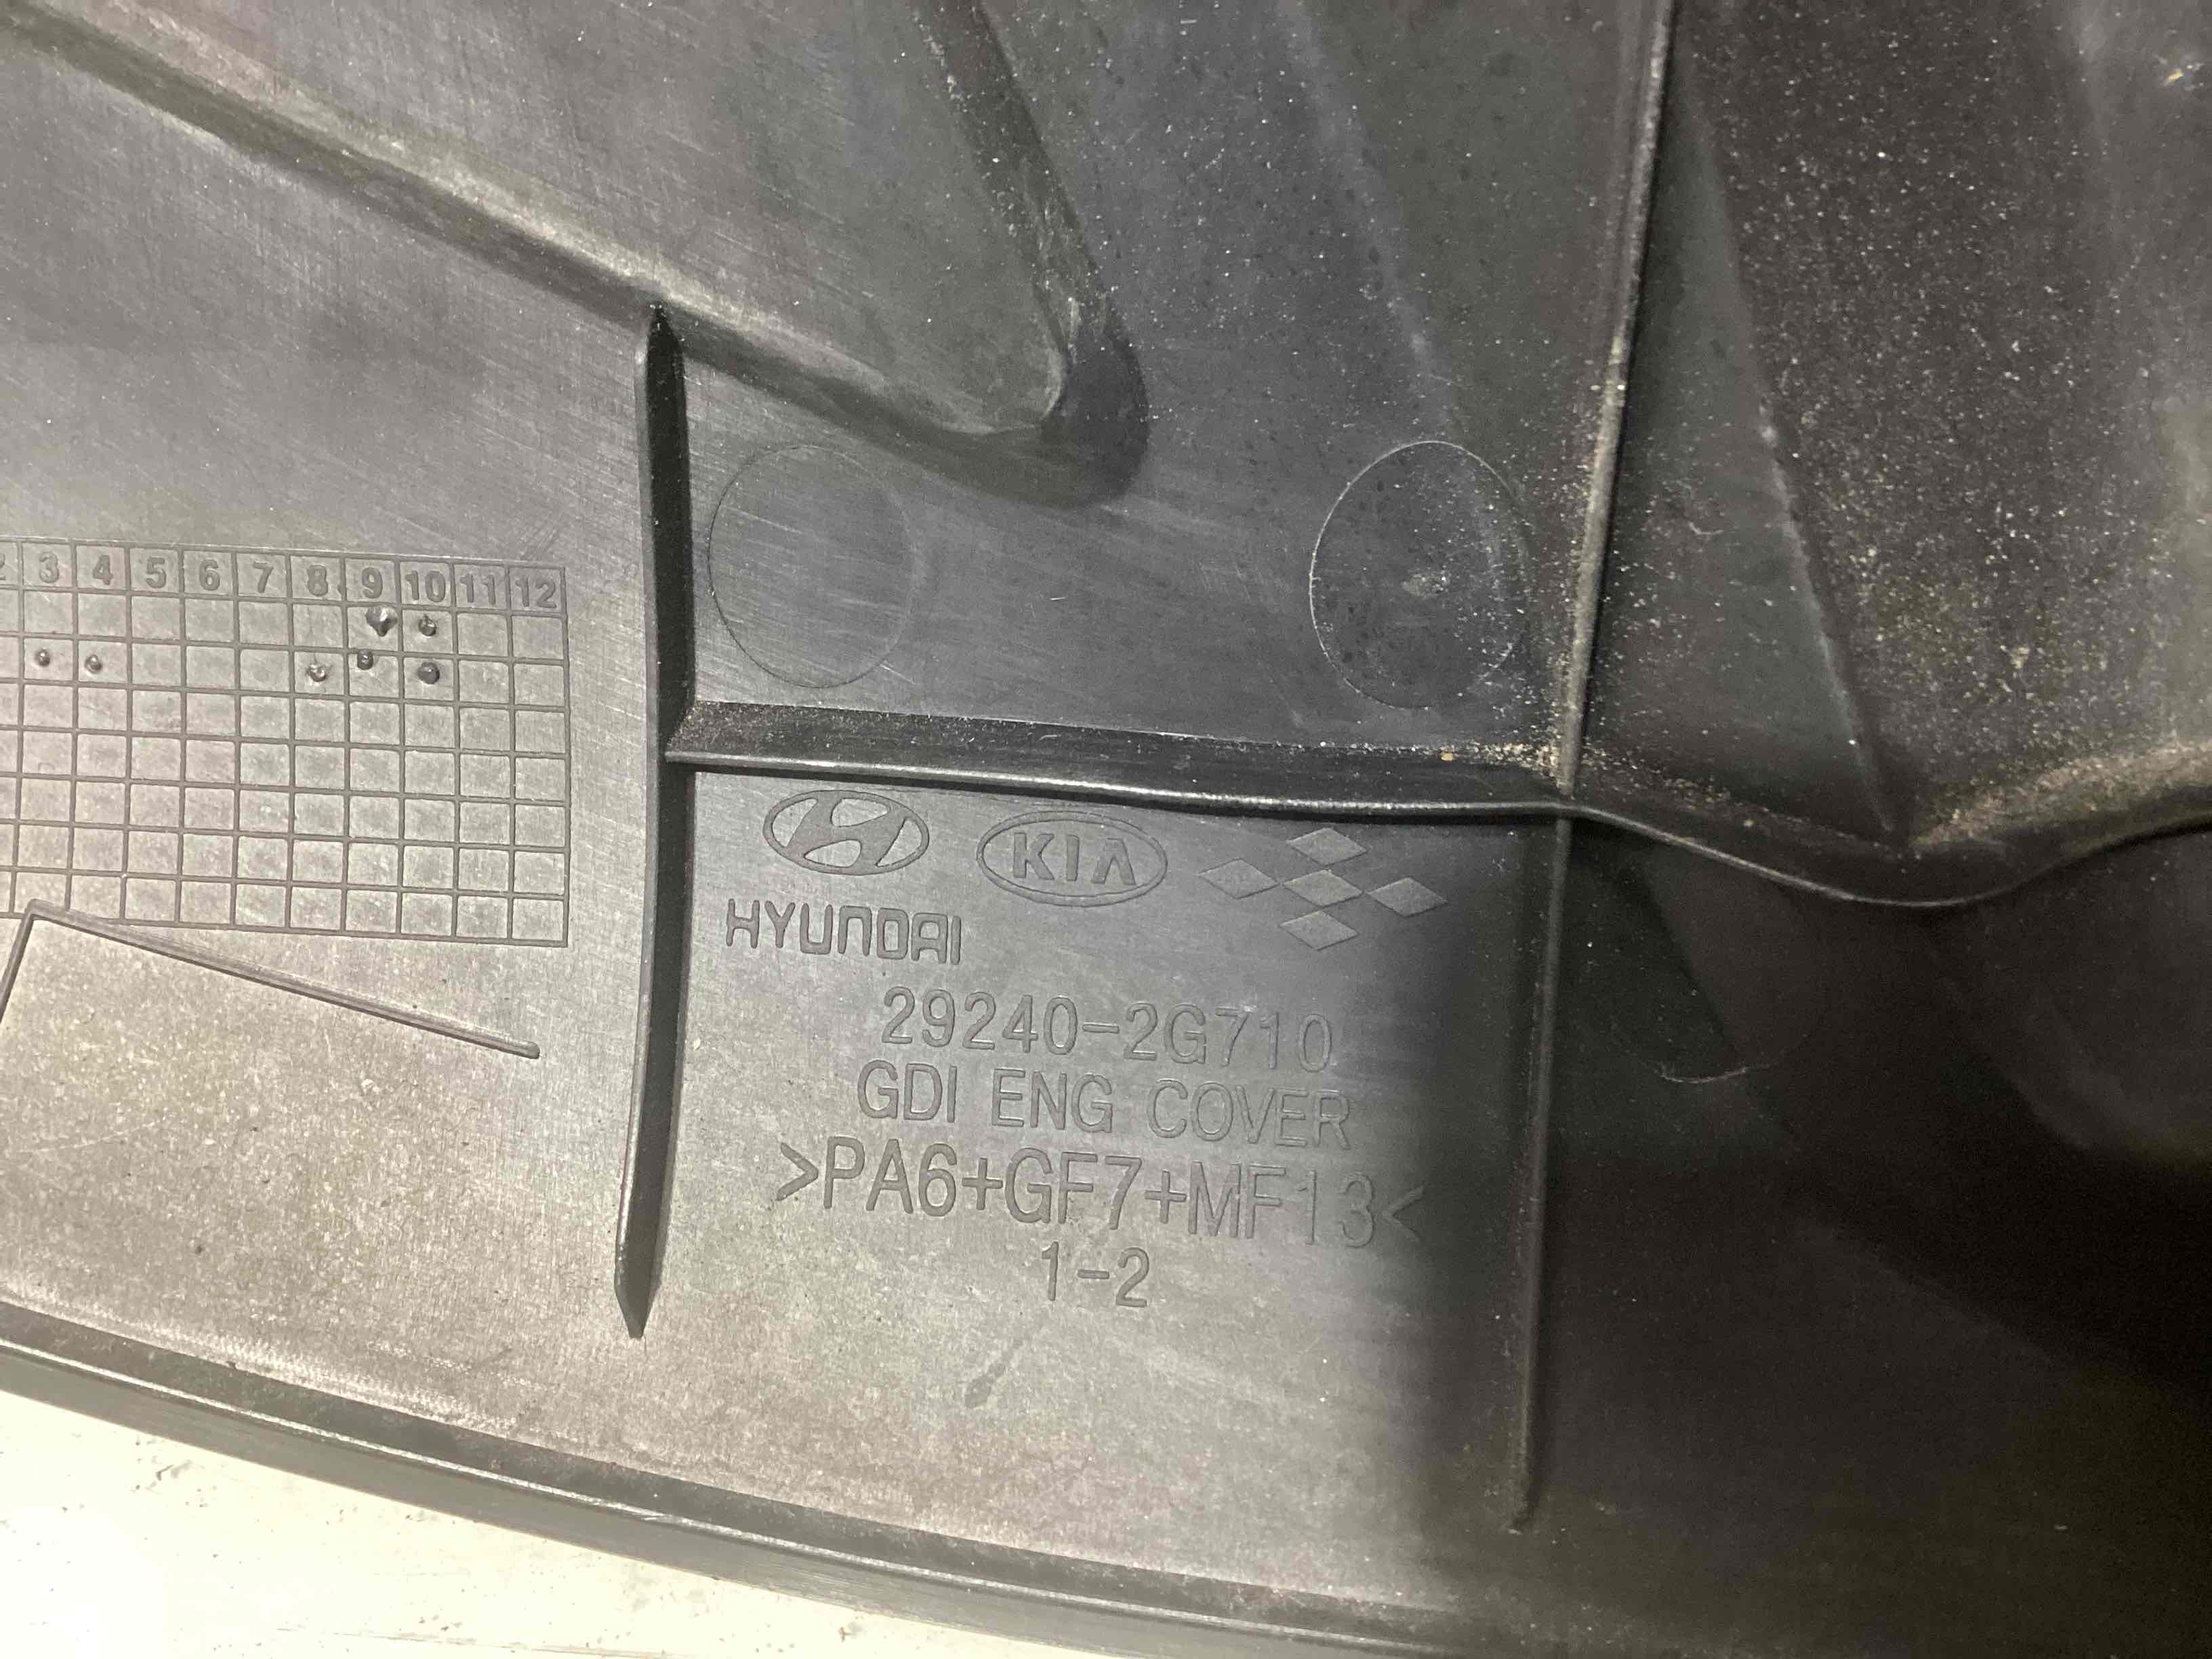 3 4 5 6 7 8 9 10 11 12
KIA
HYUNDAI
29240-2G710
GDI ENG COVER
>PA6+GF7+MF13<
1-2